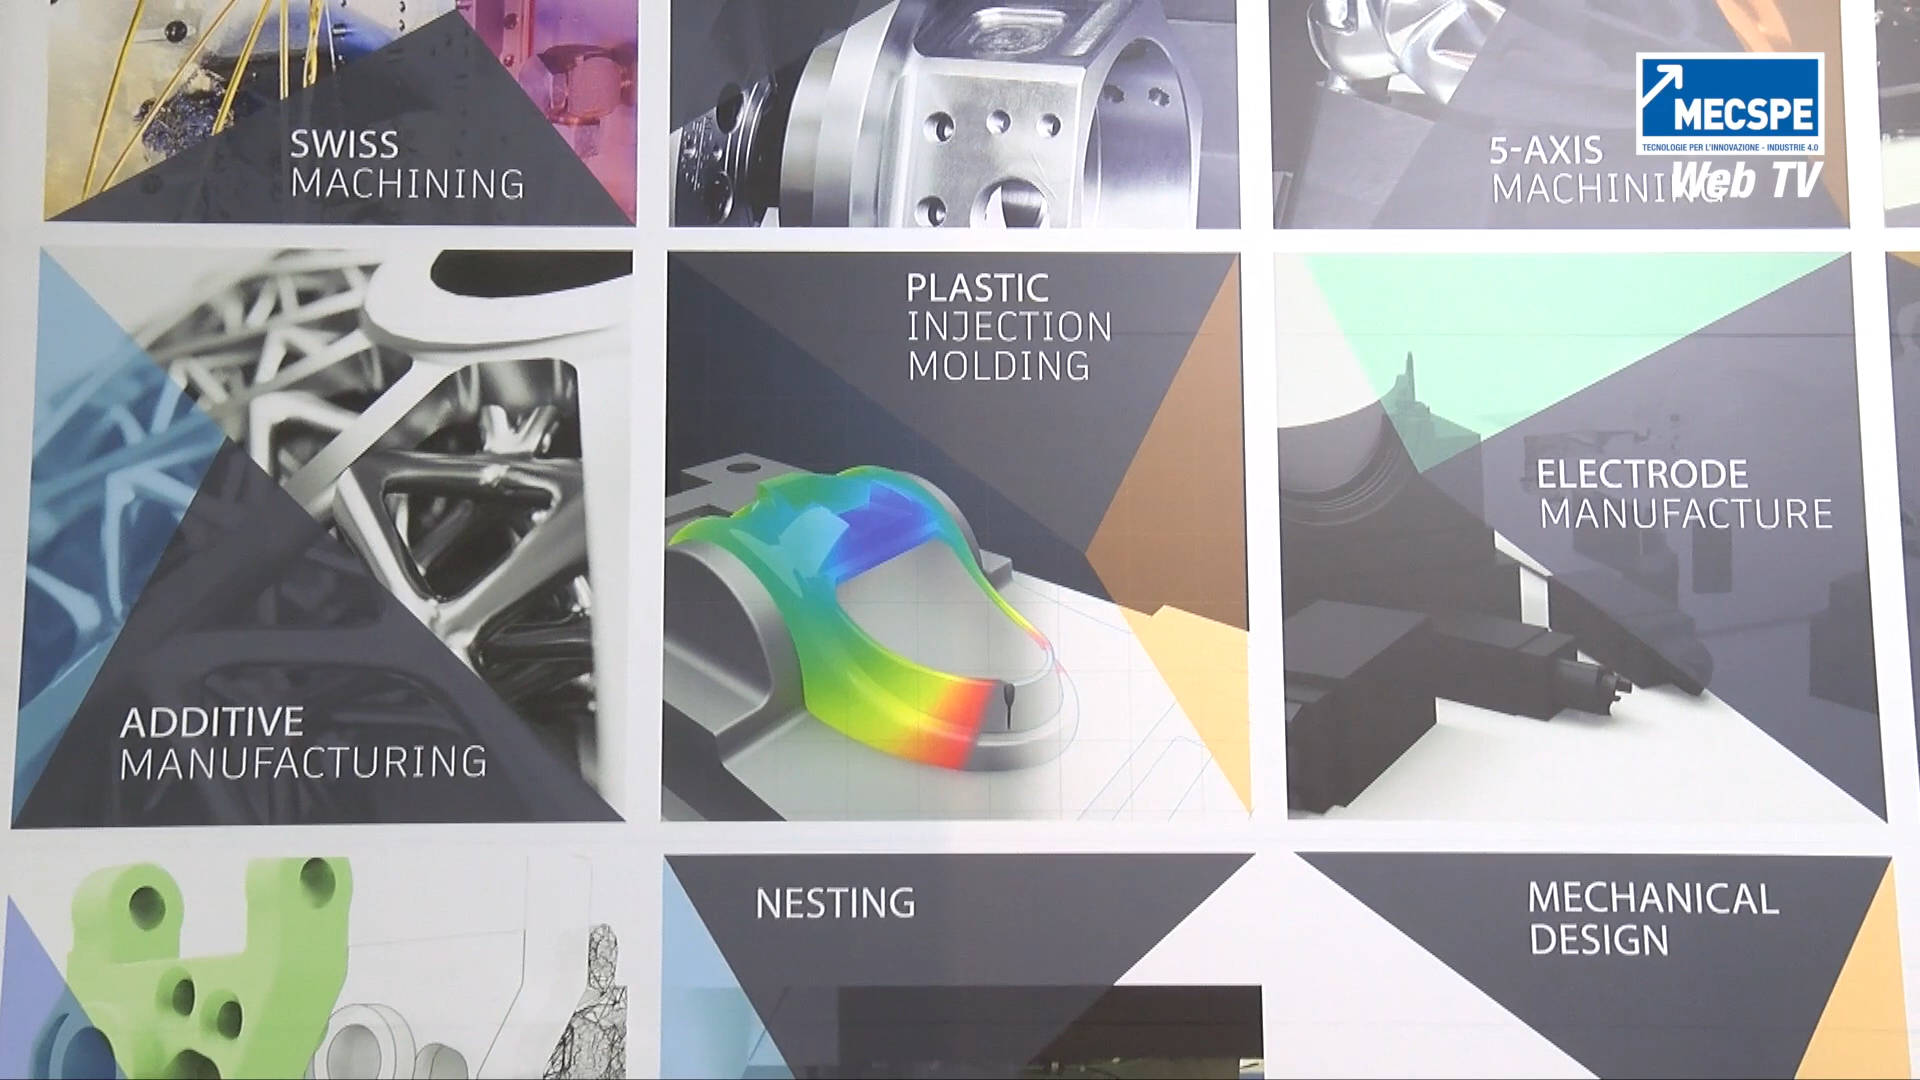 SWISS
MACHINING
5-AXIS
MACHINING
MECSPE
TECNOLOGIE PER L'INNOVAZIONE - INDUSTRIE 4.0
Web TV
ADDITIVE
MANUFACTURING
PLASTIC
INJECTION
MOLDING
ELECTRODE
MANUFACTURE
NESTING
MECHANICAL
DESIGN